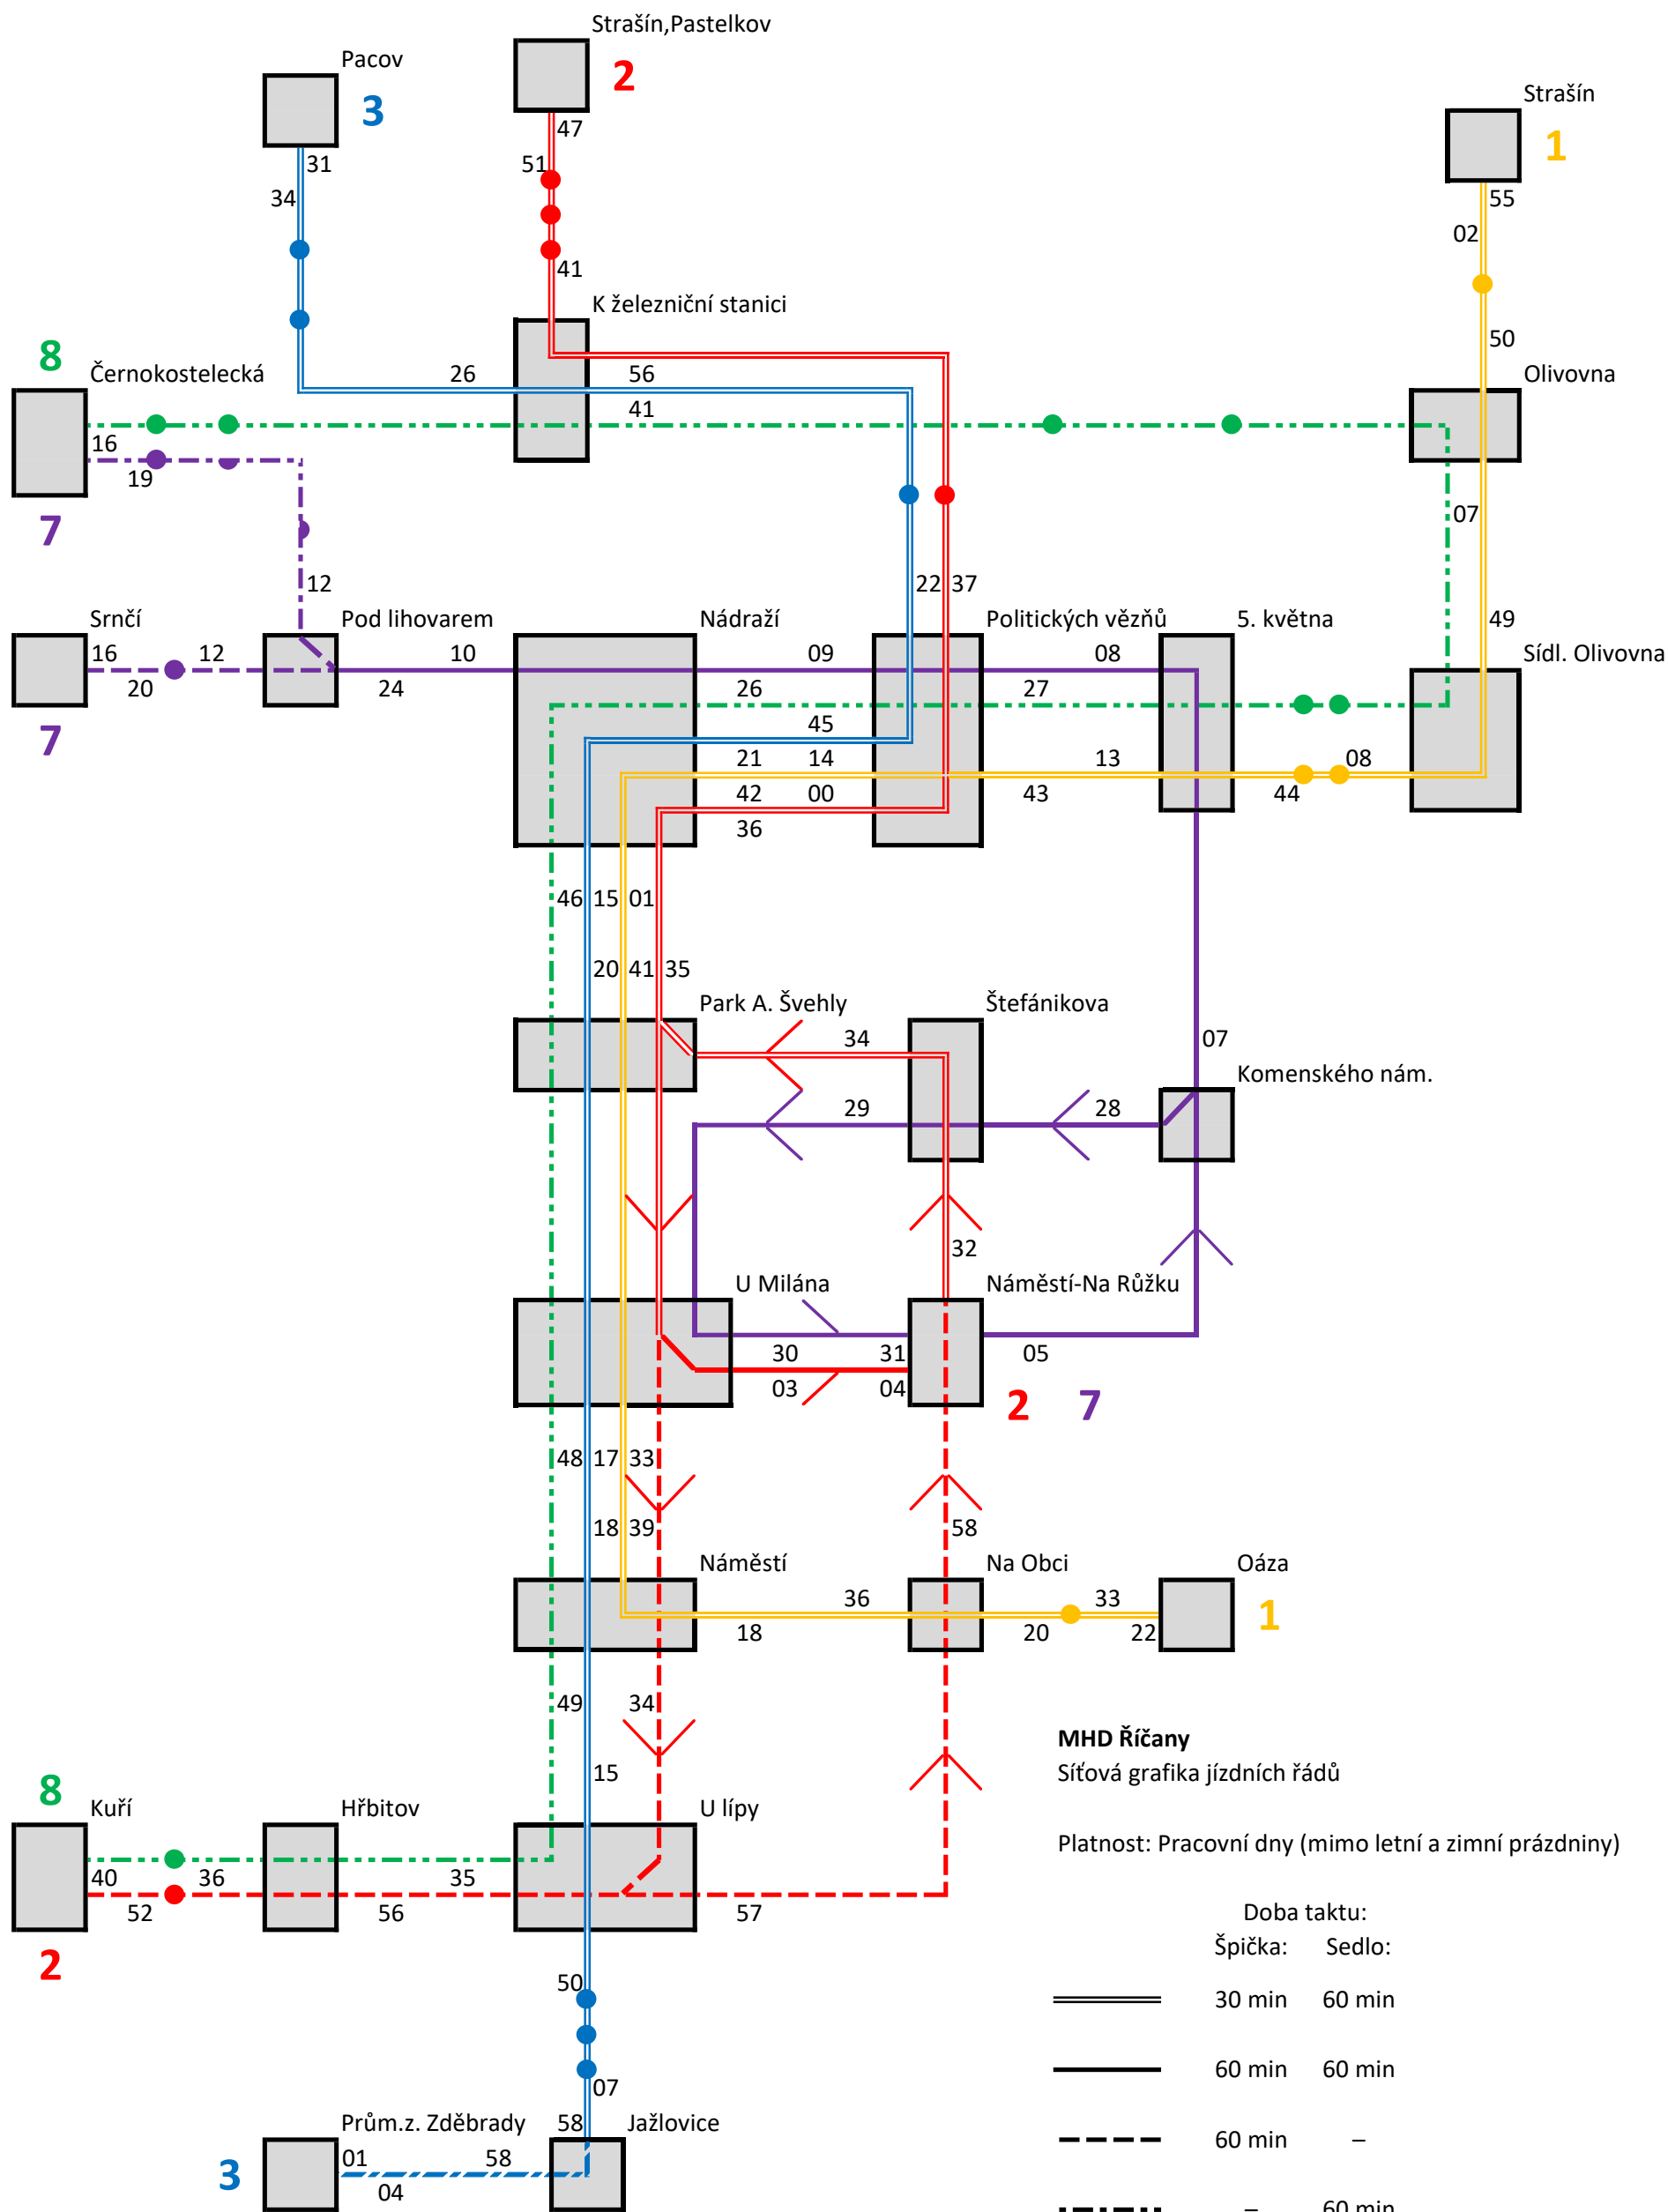 Strašín,Pastelkov
Pacov
2
3
Strašín
1
47
31
51
34
55
02
41
K železniční stanici
50
8
Černokostelecká
26
56
Olivovna
41
16
19
07
7
12
22
37
Srnčí
Pod lihovarem
Nádraží
Politických vězňů
5. května
49
16
12
10
09
08
Sídl. Olivovna
20
24
26
27
7
45
21
14
13
08
42
00
43
44
36
46
15
01
20
41
35
Park A. Švehly
Štefánikova
34
07
Komenského nám.
29
28
32
U Milána
Náměstí-Na Růžku
30
31
05
03
04
2
7
48
17
33
18
39
58
Náměstí
Na Obci
Oáza
36
33
1
18
20
22
49
34
MHD Říčany
15
Síťová grafika jízdních řádů
8
Kuří
Hřbitov
U lípy
Platnost: Pracovní dny (mimo letní a zimní prázdniny)
40
36
35
52
56
57
Doba taktu:
Špička: Sedlo:
2
50
30 min 60 min
60 min 60 min
07
Prům.z. Zděbrady
58
Jažlovice
60 min –
01
58
3
04
– 60 min